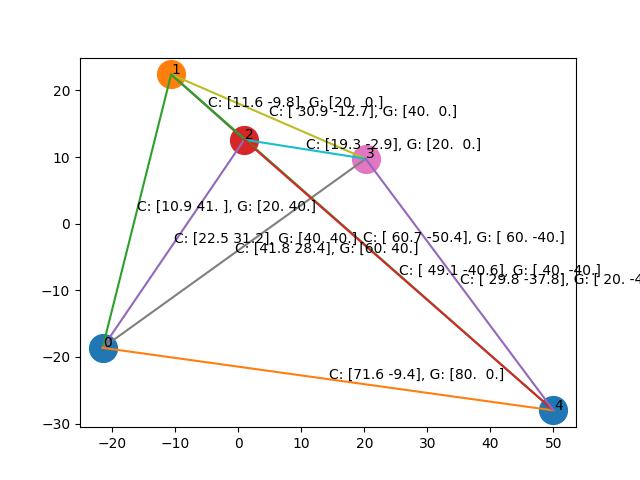 1
C: [11.6 -9.8], G: [20.  0.]
C: [ 30.9 -12.7], G: [40.  0.]
2
C: [19.3 -2.9], G: [20.  0.]
3
C: [10.9 41. ], G: [20. 40.]
C: [22.5 31.2], G: [40. 40.]
C: [ 60.7 -50.4], G: [ 60. -40.]
C: [41.8 28.4], G: [60. 40.]
C: [ 49.1 -40.6], G: [ 40. -40.]
C: [ 29.8 -37.8], G: [ 20. -4
0
C: [71.6 -9.4], G: [80.  0.]
4
20
10
0
−10
−20
−30
−20
−10
0
10
20
30
40
50